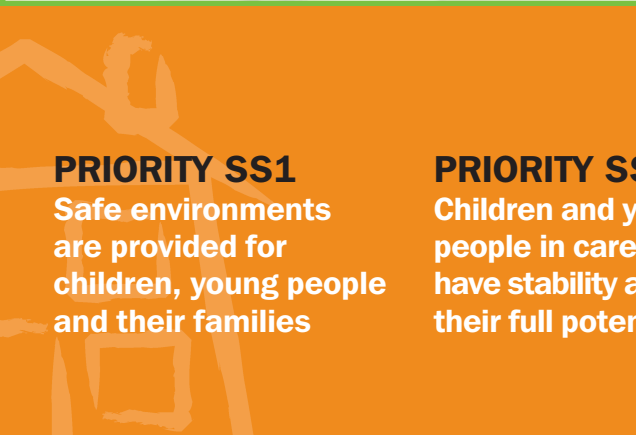 PRIORITY SS1
Safe environments
are provided for
children, young people
and their families
PRIORITY
Children and
people in care
have stability
their full